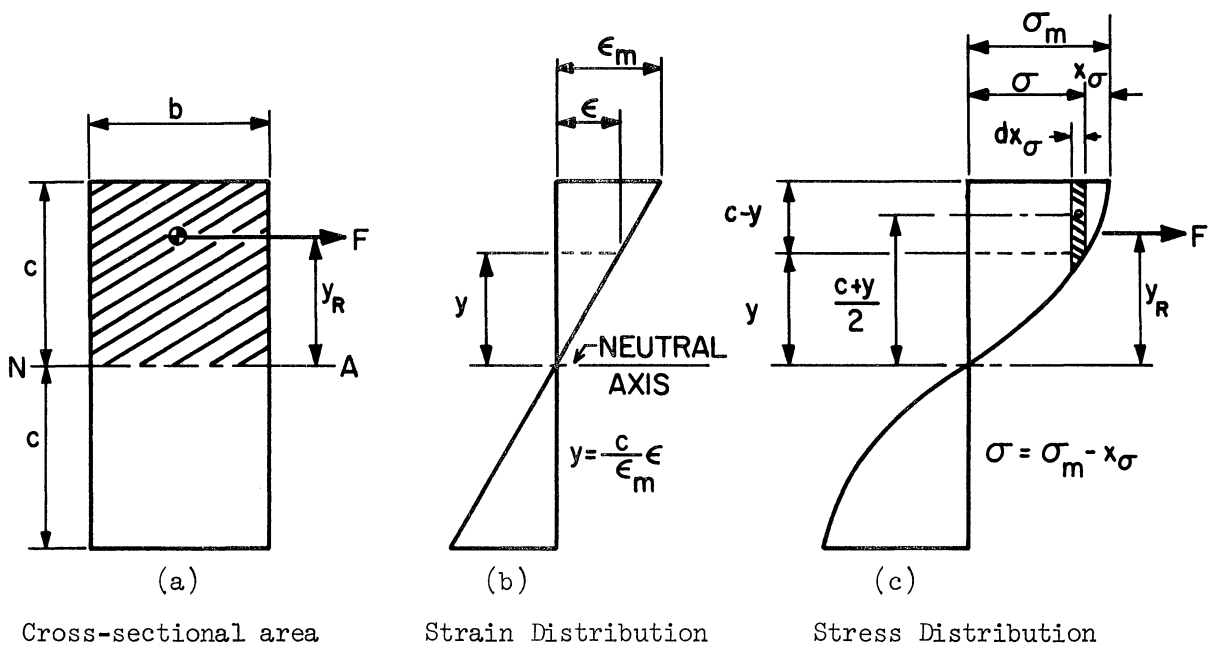 b
c
c
F
y_R
N
A
(a)
Cross-sectional area
ϵ_m
ϵ
y
NEUTRAL
AXIS
y = c/ϵ_m ϵ
(b)
Strain Distribution
σ_m
σ
x_σ
dx_σ
c-y
c+y/2
y
F
y_R
σ = σ_m - x_σ
(c)
Stress Distribution